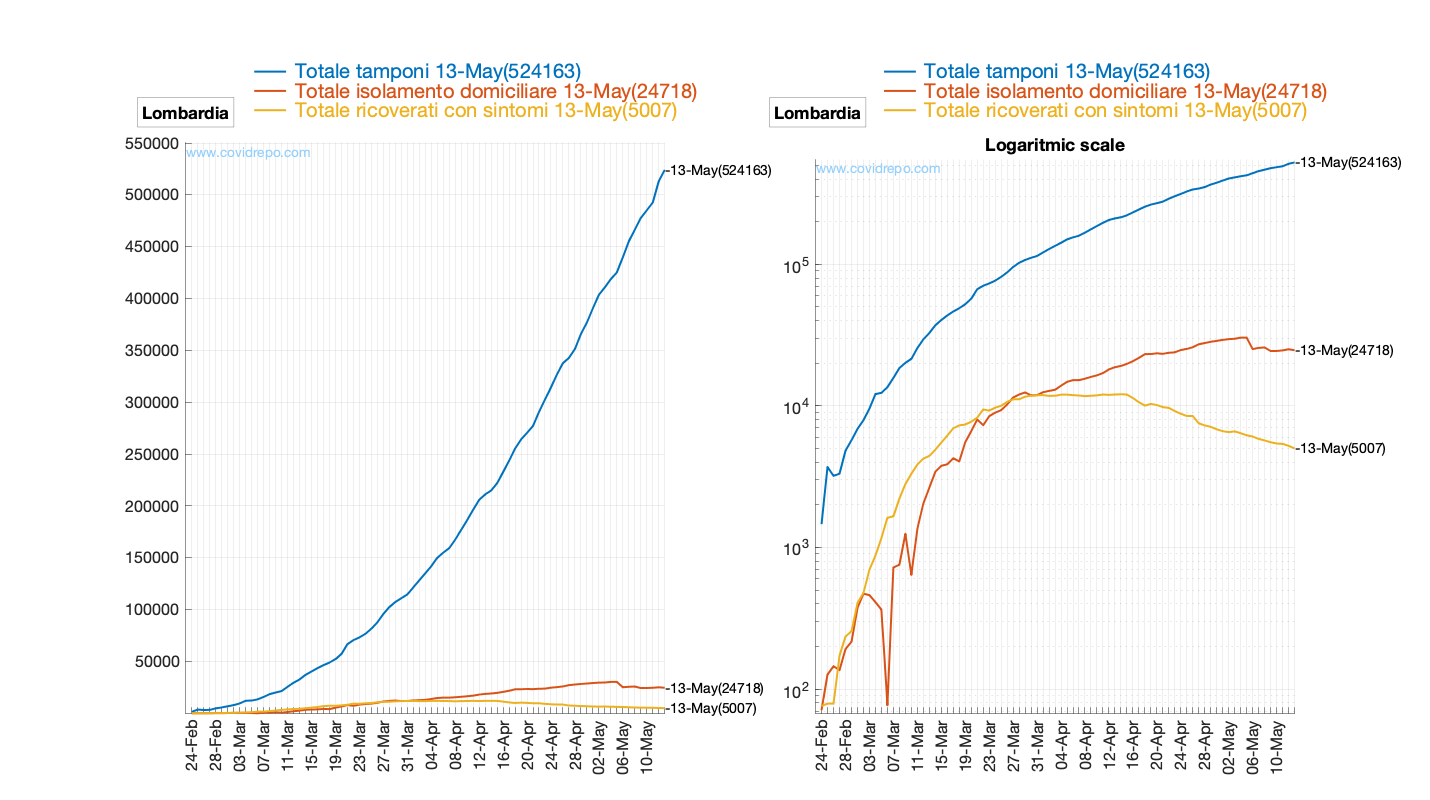 Totale tamponi 13-May(524163)
Totale isolamento domiciliare 13-May(24718)
Totale ricoverati con sintomi 13-May(5007)
Lombardia
www.covidrepo.com
550000
500000
450000
400000
350000
300000
250000
200000
150000
100000
50000
13-May(524163)
13-May(24718)
13-May(5007)
24-Feb
28-Feb
03-Mar
07-Mar
11-Mar
15-Mar
19-Mar
23-Mar
27-Mar
31-Mar
04-Apr
08-Apr
12-Apr
16-Apr
20-Apr
24-Apr
28-Apr
02-May
06-May
10-May
Totale tamponi 13-May(524163)
Totale isolamento domiciliare 13-May(24718)
Totale ricoverati con sintomi 13-May(5007)
Lombardia
Logaritmic scale
www.covidrepo.com
10^5
10^4
10^3
10^2
13-May(524163)
13-May(24718)
13-May(5007)
24-Feb
28-Feb
03-Mar
07-Mar
11-Mar
15-Mar
19-Mar
23-Mar
27-Mar
31-Mar
04-Apr
08-Apr
12-Apr
16-Apr
20-Apr
24-Apr
28-Apr
02-May
06-May
10-May